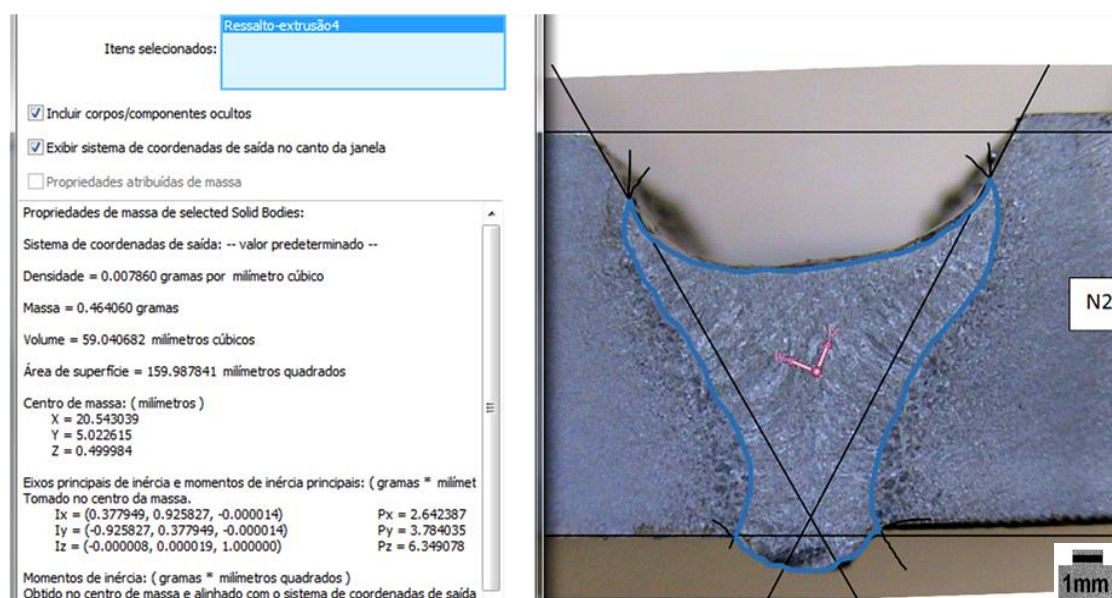 Ressalto-extrusão4
Itens selecionados:
Incluir corpos/componentes ocultos
Exibir sistema de coordenadas de saída no canto da janela
Propriedades atribuídas de massa
Propriedades de massa de selected Solid Bodies:
Sistema de coordenadas de saída: -- valor predeterminado --
Densidade = 0.007860 gramas por milímetro cúbico
Massa = 0.464060 gramas
Volume = 59.040682 milímetros cúbicos
Área de superfície = 159.987841 milímetros quadrados
Centro de massa: ( milímetros )
X = 20.543039
Y = 5.022615
Z = 0.499984
Eixos principais de inércia e momentos de inércia principais: ( gramas * milímet
Tomado no centro da massa.
Ix = (0.377949, 0.925827, -0.000014) Px = 2.642387
Iy = (-0.925827, 0.377949, -0.000014) Py = 3.784035
Iz = (-0.000008, 0.000019, 1.000000) Pz = 6.349078
Momentos de inércia: ( gramas * milímetros quadrados )
Obtido no centro de massa e alinhado com o sistema de coordenadas de saída
N2
1mm